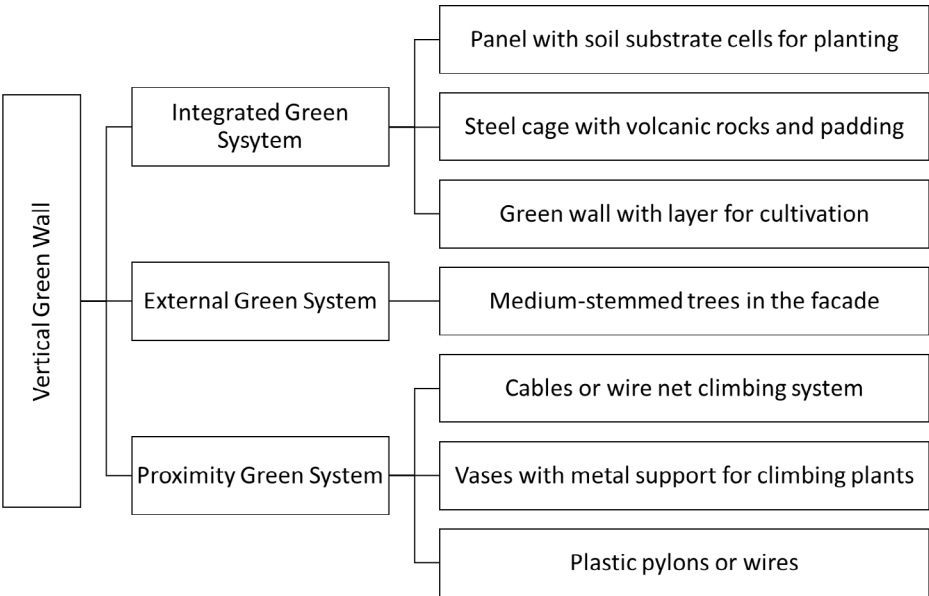 Vertical Green Wall
Integrated Green
Sysytem
Panel with soil substrate cells for planting
Steel cage with volcanic rocks and padding
Green wall with layer for cultivation
External Green System
Medium-stemmed trees in the facade
Proximity Green System
Cables or wire net climbing system
Vases with metal support for climbing plants
Plastic pylons or wires